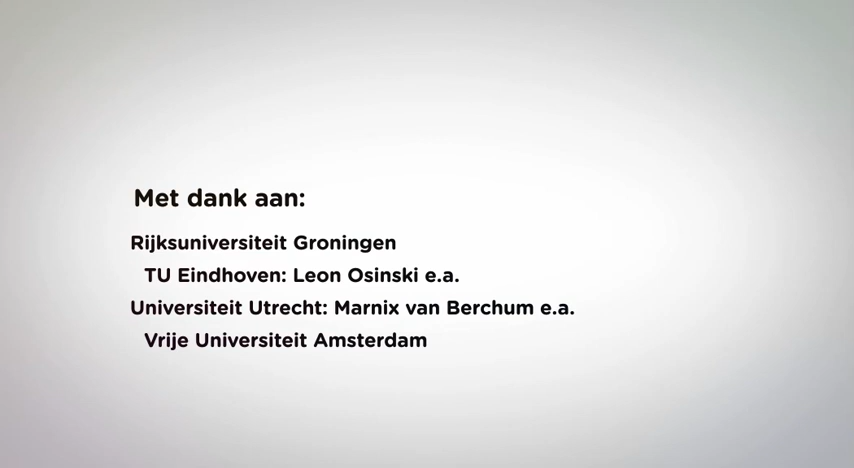 Met dank aan:
Rijksuniversiteit Groningen
TU Eindhoven: Leon Osinski e.a.
Universiteit Utrecht: Marnix van Berchum e.a.
Vrije Universiteit Amsterdam